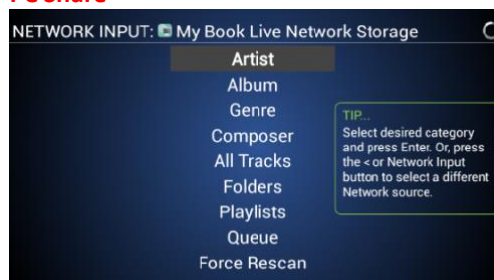 NETWORK INPUT: My Book Live Network Storage
Artist
Album
Genre
Composer
All Tracks
Folders
Playlists
Queue
Force Rescan
TIP...
Select desired category
and press Enter. Or, press
the < or Network Input
button to select a different
Network source.